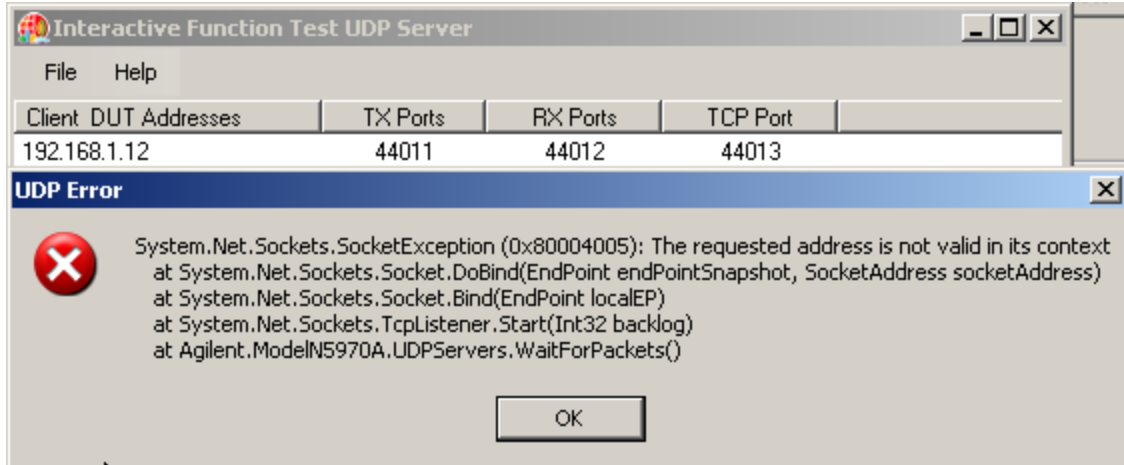 Interactive Function Test UDP Server
File Help
Client DUT Addresses TX Ports RX Ports TCP Port
192.168.1.12 44011 44012 44013
UDP Error
System.Net.Sockets.SocketException (0x80004005): The requested address is not valid in its context
at System.Net.Sockets.Socket.DoBind(EndPoint endPointSnapshot, SocketAddress socketAddress)
at System.Net.Sockets.Socket.Bind(EndPoint localEP)
at System.Net.Sockets.TcpListener.Start(Int32 backlog)
at Agilent.ModelN5970A.UDPServers.WaitForPackets()
OK